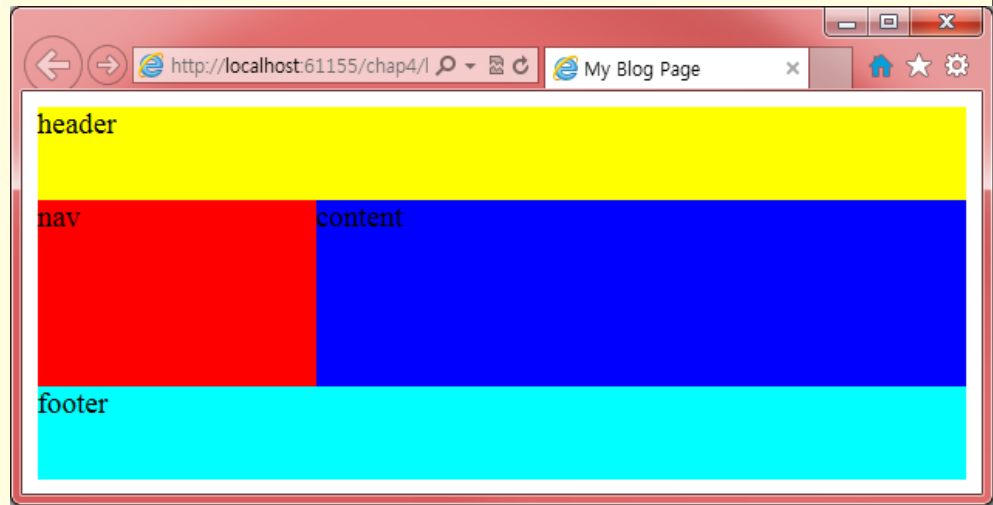 http://localhost:61155/chap4/l
My Blog Page
header
nav
content
footer